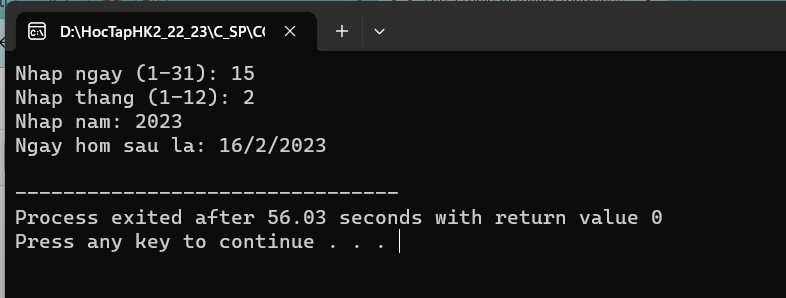 D:\HocTapHK2_22_23\C_SP\C
Nhap ngay (1-31): 15
Nhap thang (1-12): 2
Nhap nam: 2023
Ngay hom sau la: 16/2/2023
--------------------------------
Process exited after 56.03 seconds with return value 0
Press any key to continue . . .